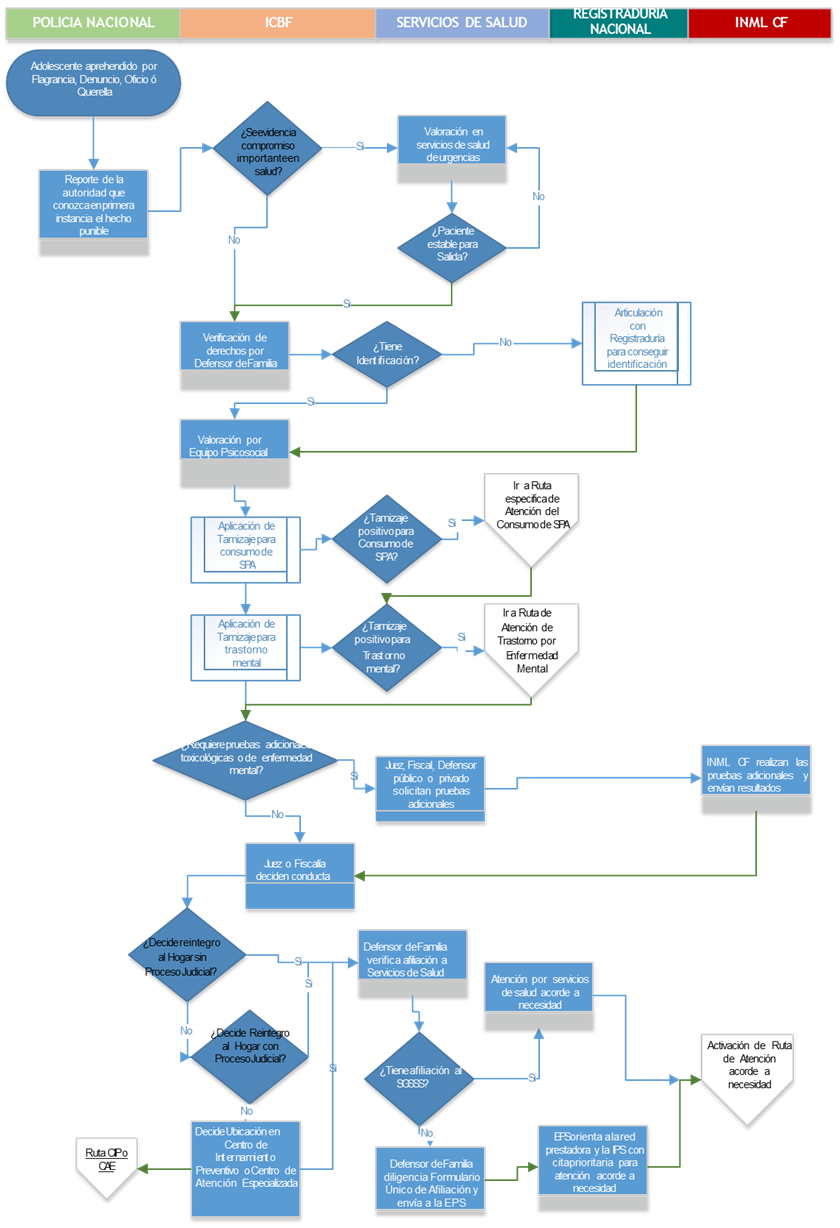 POLICIA NACIONAL
ICBF
SERVICIOS DE SALUD
REGISTRADURIA
NACIONAL
INML CF
Adolescente aprehendido por
Flagrancia, Denuncio, Oficio ó
Querella
¿Se evidencia
compromiso
importante en
salud?
Si
Valoración en
servicios de salud
de urgencias
Reporte de la
autoridad que
conozca en primera
instancia el hecho
punible
No
No
¿Paciente
estable para
Salida?
Si
Verificación de
derechos por
Defensor de Familia
¿Tiene
Identificación?
No
Articulación
con
Registraduría
para conseguir
identificación
Si
Valoración por
Equipo Psicosocial
Aplicación de
Tamizaje para
consumo de
SPA
¿Tamizaje
positivo para
Consumo de
SPA?
Si
Ir a Ruta
especifica de
Atención del
Consumo de SPA
Aplicación de
Tamizaje para
trastorno
mental
¿Tamizaje
positivo para
Trastorno
mental?
Si
Ir a Ruta de
Atención de
Trastorno por
Enfermedad
Mental
¿Requiere pruebas adicionales
toxicológicas o de enfermedad
mental?
Si
Juez, Fiscal, Defensor
público o privado
solicitan pruebas
adicionales
INML CF realizan las
pruebas adicionales y
envían resultados
No
Juez o Fiscalía
deciden conducta
¿Decide reintegro
al Hogar sin
Proceso Judicial?
Si
Defensor de Familia
verifica afiliación a
Servicios de Salud
Atención por servicios
de salud acorde a
necesidad
Si
No
¿Decide Reintegro
al Hogar con
Proceso Judicial?
Si
¿Tiene afiliación al
SGSSS?
Si
Activación de Ruta
de Atención
acorde a
necesidad
No
Decide Ubicación en
Centro de
Internamiento
Preventivo o Centro de
Atención Especializada
Ruta CIP o
CAE
No
Defensor de Familia
diligencia Formulario
Único de Afiliación y
envía a la EPS
EPS orienta a la red
prestadora y la IPS con
cita prioritaria para
atención acorde a
necesidad